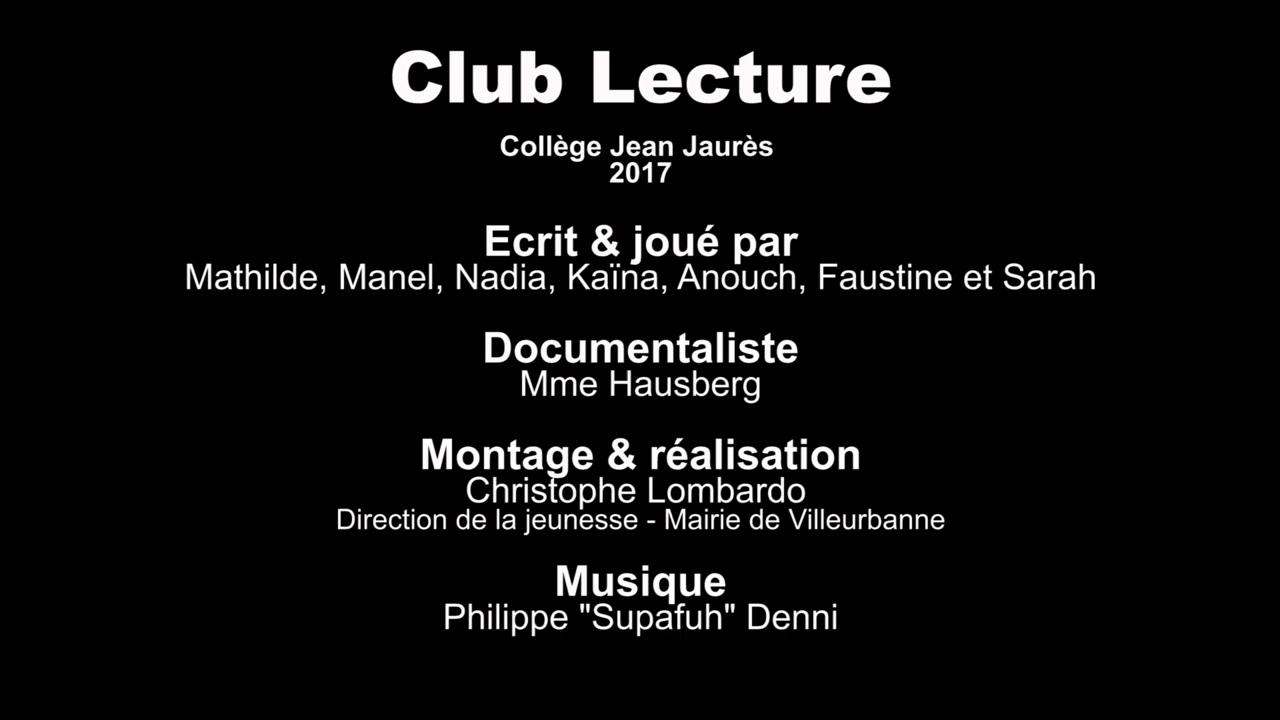 Club Lecture
Collège Jean Jaurès
2017
Ecrit & joué par
Mathilde, Manel, Nadia, Kaïna, Anouch, Faustine et Sarah
Documentaliste
Mme Hausberg
Montage & réalisation
Christophe Lombardo
Direction de la jeunesse - Mairie de Villeurbanne
Musique
Philippe "Supafuh" Denni